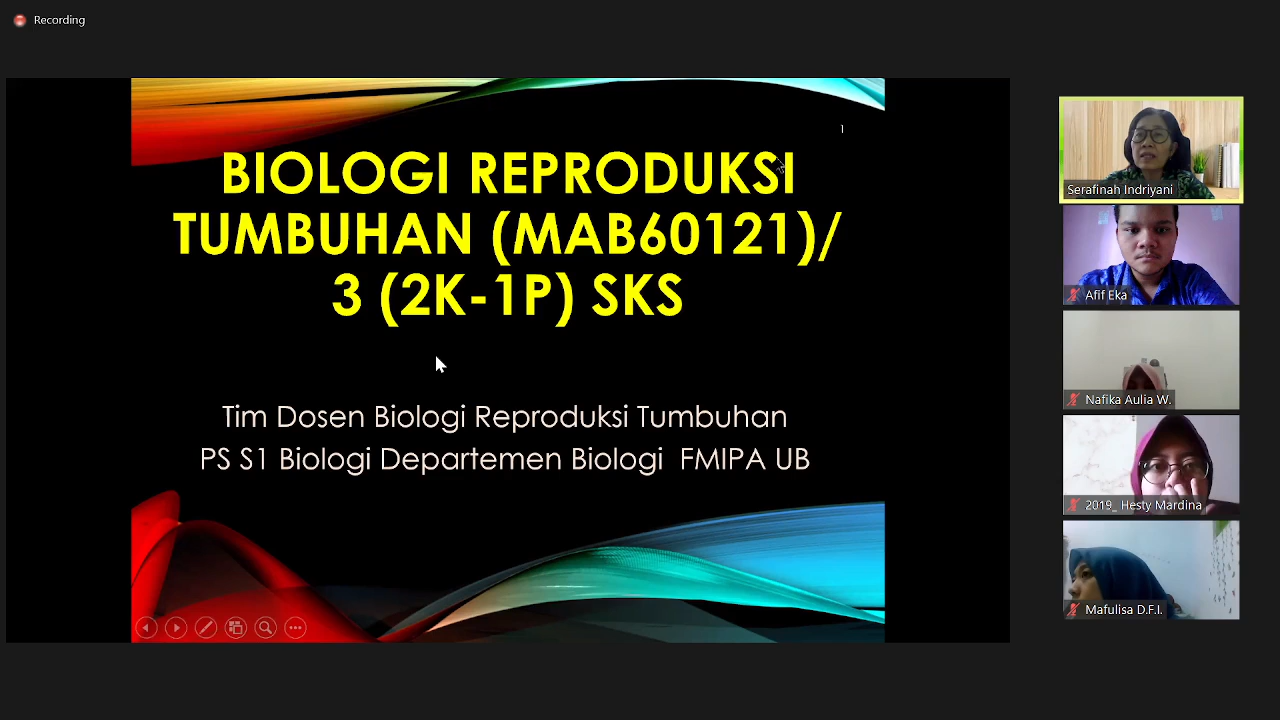 Recording
1
BIOLOGI REPRODUKSI
TUMBUHAN (MAB60121)/
3 (2K-1P) SKS
Tim Dosen Biologi Reproduksi Tumbuhan
PS S1 Biologi Departemen Biologi FMIPA UB
Serafinah Indriyani
Afif Eka
Nafika Aulia W.
2019_ Hesty Mardina
Mafulisa D.F.I.